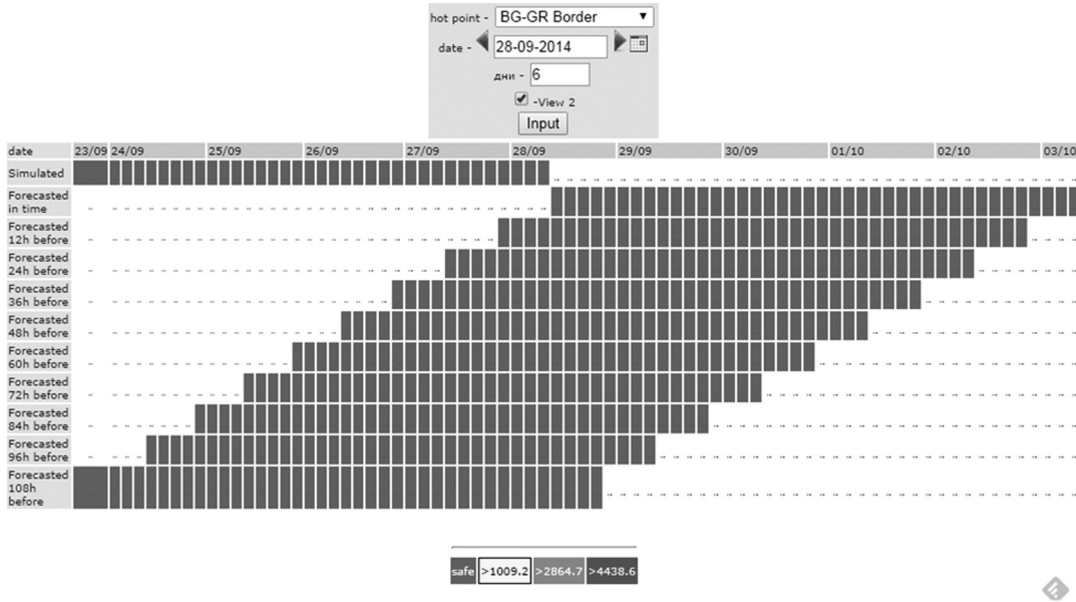 hot point - BG-GR Border
date - 28-09-2014
дни - 6
-View 2
Input
date 23/09 24/09 25/09 26/09 27/09 28/09 29/09 30/09 01/10 02/10 03/10
Simulated
Forecasted
in time
Forecasted
12h before
Forecasted
24h before
Forecasted
36h before
Forecasted
48h before
Forecasted
60h before
Forecasted
72h before
Forecasted
84h before
Forecasted
96h before
Forecasted
108h
before
safe >1009.2 >2864.7 >4438.6